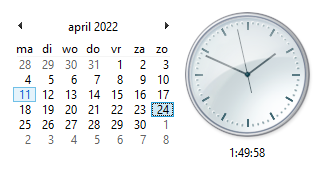 april 2022
ma di wo do vr za zo
28 29 30 31 1 2 3
4 5 6 7 8 9 10
11 12 13 14 15 16 17
18 19 20 21 22 23 24
25 26 27 28 29 30 1
2 3 4 5 6 7 8
1:49:58